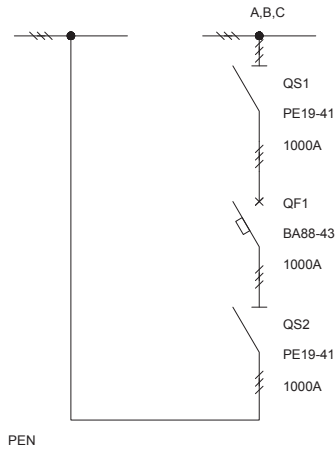 A,B,C
QS1
PE19-41
1000A
QF1
BA88-43
1000A
QS2
PE19-41
1000A
PEN